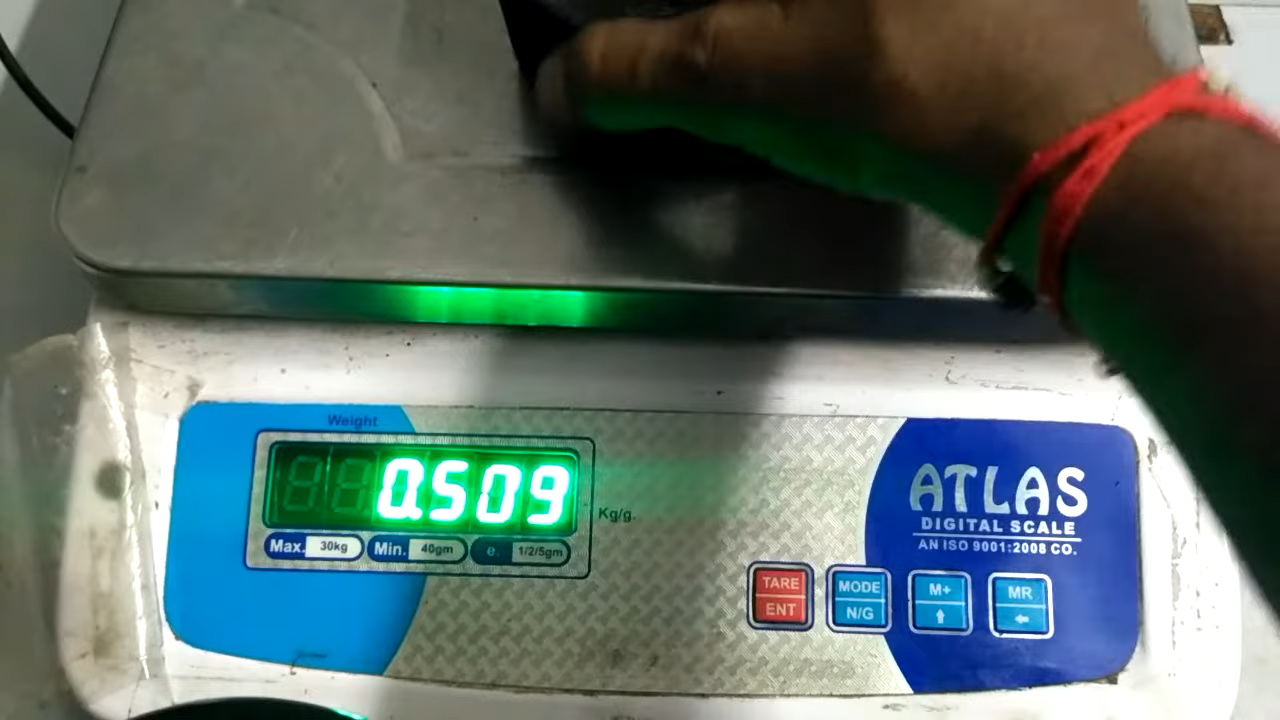 Weight
0.509
Kg/g.
Max. 30kg Min. 40gm e. 1/2/5gm
ATLAS
DIGITAL SCALE
AN ISO 9001:2008 CO.
TARE MODE M+ MR
ENT N/G